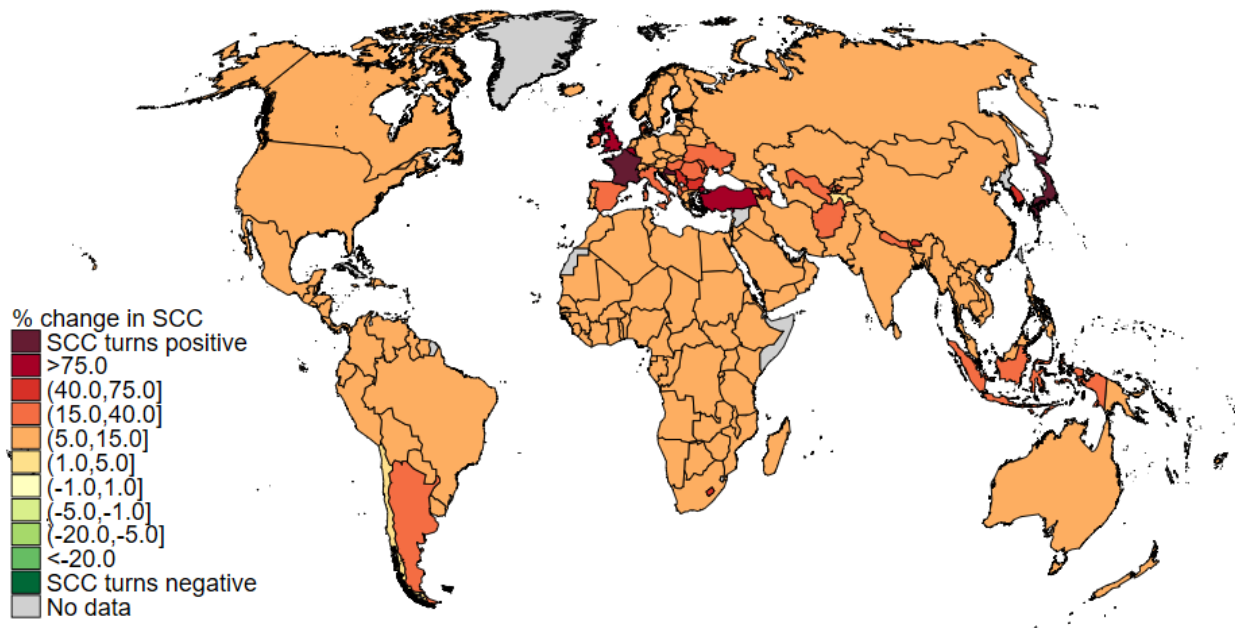 % change in SCC
SCC turns positive
>75.0
(40.0,75.0]
(15.0,40.0]
(5.0,15.0]
(1.0,5.0]
(-1.0,1.0]
(-5.0,-1.0]
(-20.0,-5.0]
<-20.0
SCC turns negative
No data